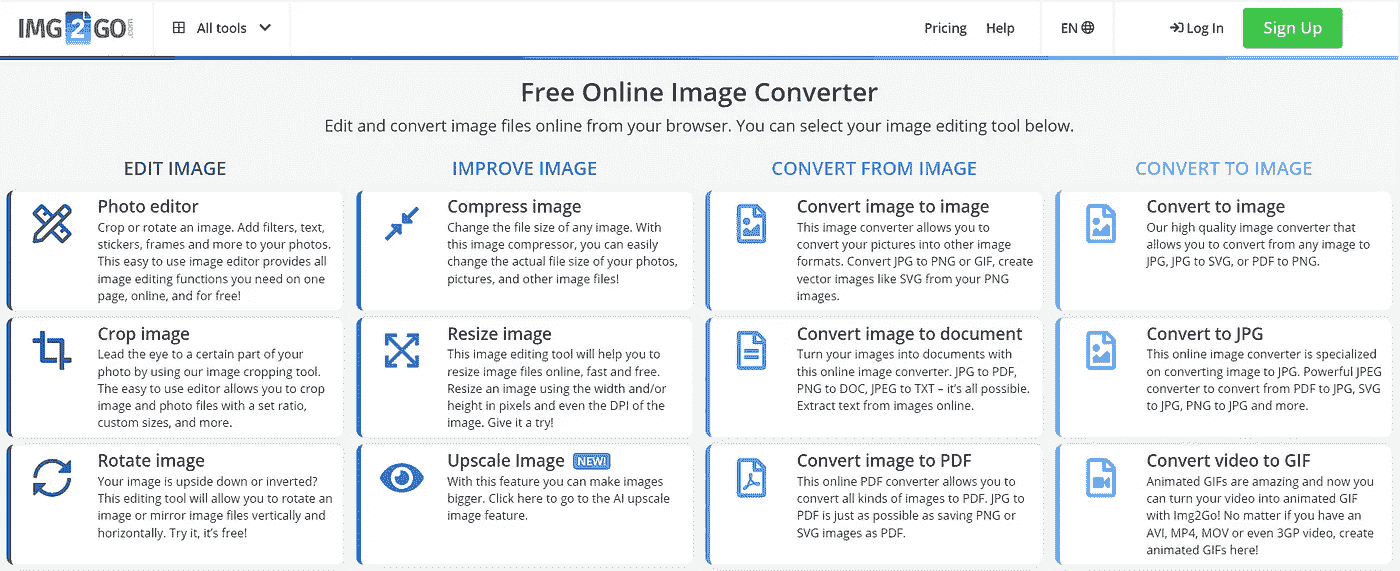 IMG2GO.com
All tools
Pricing
Help
EN
Log In
Sign Up
Free Online Image Converter
Edit and convert image files online from your browser. You can select your image editing tool below.
EDIT IMAGE
Photo editor
Crop or rotate an image. Add filters, text,
stickers, frames and more to your photos.
This easy to use image editor provides all
image editing functions you need on one
page, online, and for free!
Crop image
Lead the eye to a certain part of your
photo by using our image cropping tool.
The easy to use editor allows you to crop
image and photo files with a set ratio,
custom sizes, and more.
Rotate image
Your image is upside down or inverted?
This editing tool will allow you to rotate an
image or mirror image files vertically and
horizontally. Try it, it's free!
IMPROVE IMAGE
Compress image
Change the file size of any image. With
this image compressor, you can easily
change the actual file size of your photos,
pictures, and other image files!
Resize image
This image editing tool will help you to
resize image files online, fast and free.
Resize an image using the width and/or
height in pixels and even the DPI of the
image. Give it a try!
Upscale Image NEW!
With this feature you can make images
bigger. Click here to go to the AI upscale
image feature.
CONVERT FROM IMAGE
Convert image to image
This image converter allows you to
convert your pictures into other image
formats. Convert JPG to PNG or GIF, create
vector images like SVG from your PNG
images.
Convert image to document
Turn your images into documents with
this online image converter. JPG to PDF,
PNG to DOC, JPEG to TXT – it's all possible.
Extract text from images online.
Convert image to PDF
This online PDF converter allows you to
convert all kinds of images to PDF. JPG to
PDF is just as possible as saving PNG or
SVG images as PDF.
CONVERT TO IMAGE
Convert to image
Our high quality image converter that
allows you to convert from any image to
JPG, JPG to SVG, or PDF to PNG.
Convert to JPG
This online image converter is specialized
on converting image to JPG. Powerful JPEG
converter to convert from PDF to JPG, SVG
to JPG, PNG to JPG and more.
Convert video to GIF
Animated GIFs are amazing and now you
can turn your video into animated GIF
with Img2Go! No matter if you have an
AVI, MP4, MOV or even 3GP video, create
animated GIFs here!